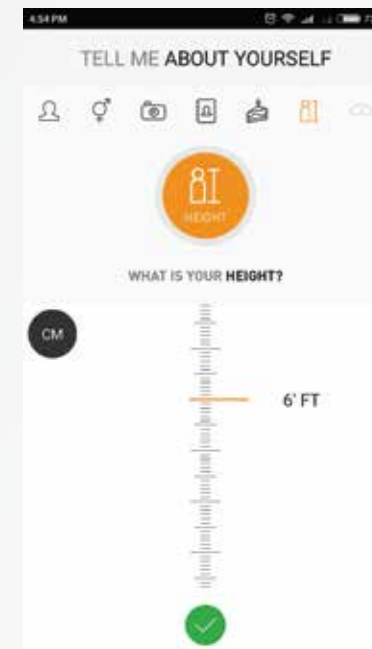 4:54 PM
TELL ME ABOUT YOURSELF
HEIGHT
WHAT IS YOUR HEIGHT?
CM
6' FT